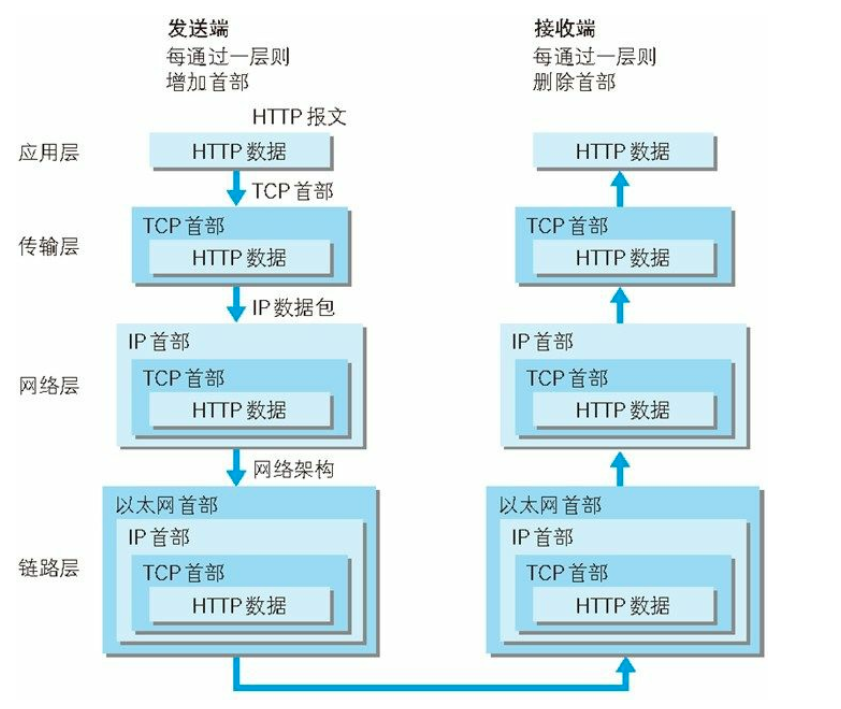 发送端
每通过一层则
增加首部
接收端
每通过一层则
删除首部
HTTP 报文
应用层
HTTP 数据
HTTP 数据
TCP 首部
传输层
TCP 首部
HTTP 数据
TCP 首部
HTTP 数据
IP 数据包
网络层
IP 首部
TCP 首部
HTTP 数据
IP 首部
TCP 首部
HTTP 数据
网络架构
链路层
以太网首部
IP 首部
TCP 首部
HTTP 数据
以太网首部
IP 首部
TCP 首部
HTTP 数据